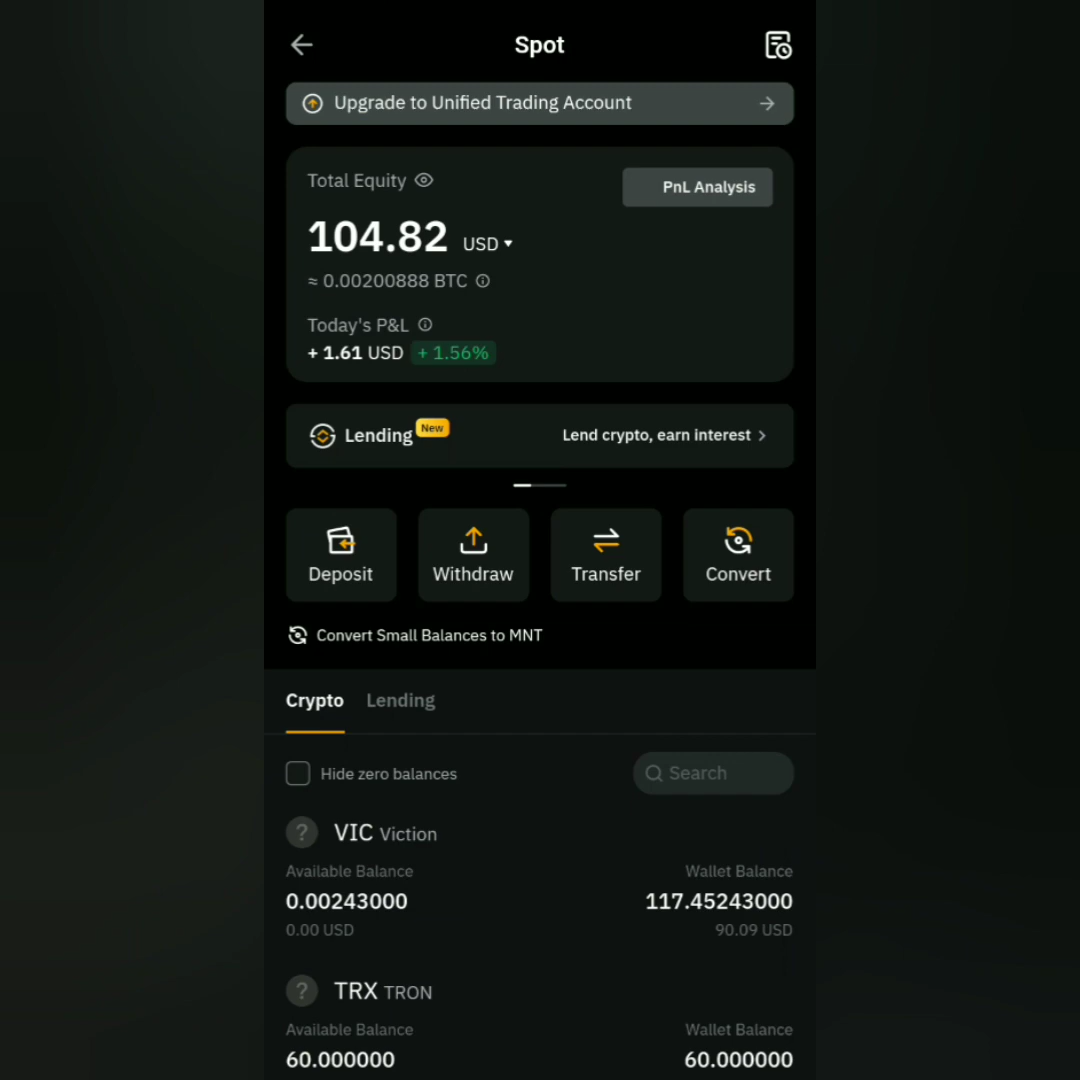 Spot
Upgrade to Unified Trading Account
Total Equity
PnL Analysis
104.82 USD
≈ 0.00200888 BTC
Today's P&L
+ 1.61 USD + 1.56%
Lending New Lend crypto, earn interest
Deposit Withdraw Transfer Convert
Convert Small Balances to MNT
Crypto Lending
Hide zero balances Search
? VIC Viction
Available Balance Wallet Balance
0.00243000 117.45243000
0.00 USD 90.09 USD
? TRX TRON
Available Balance Wallet Balance
60.000000 60.000000